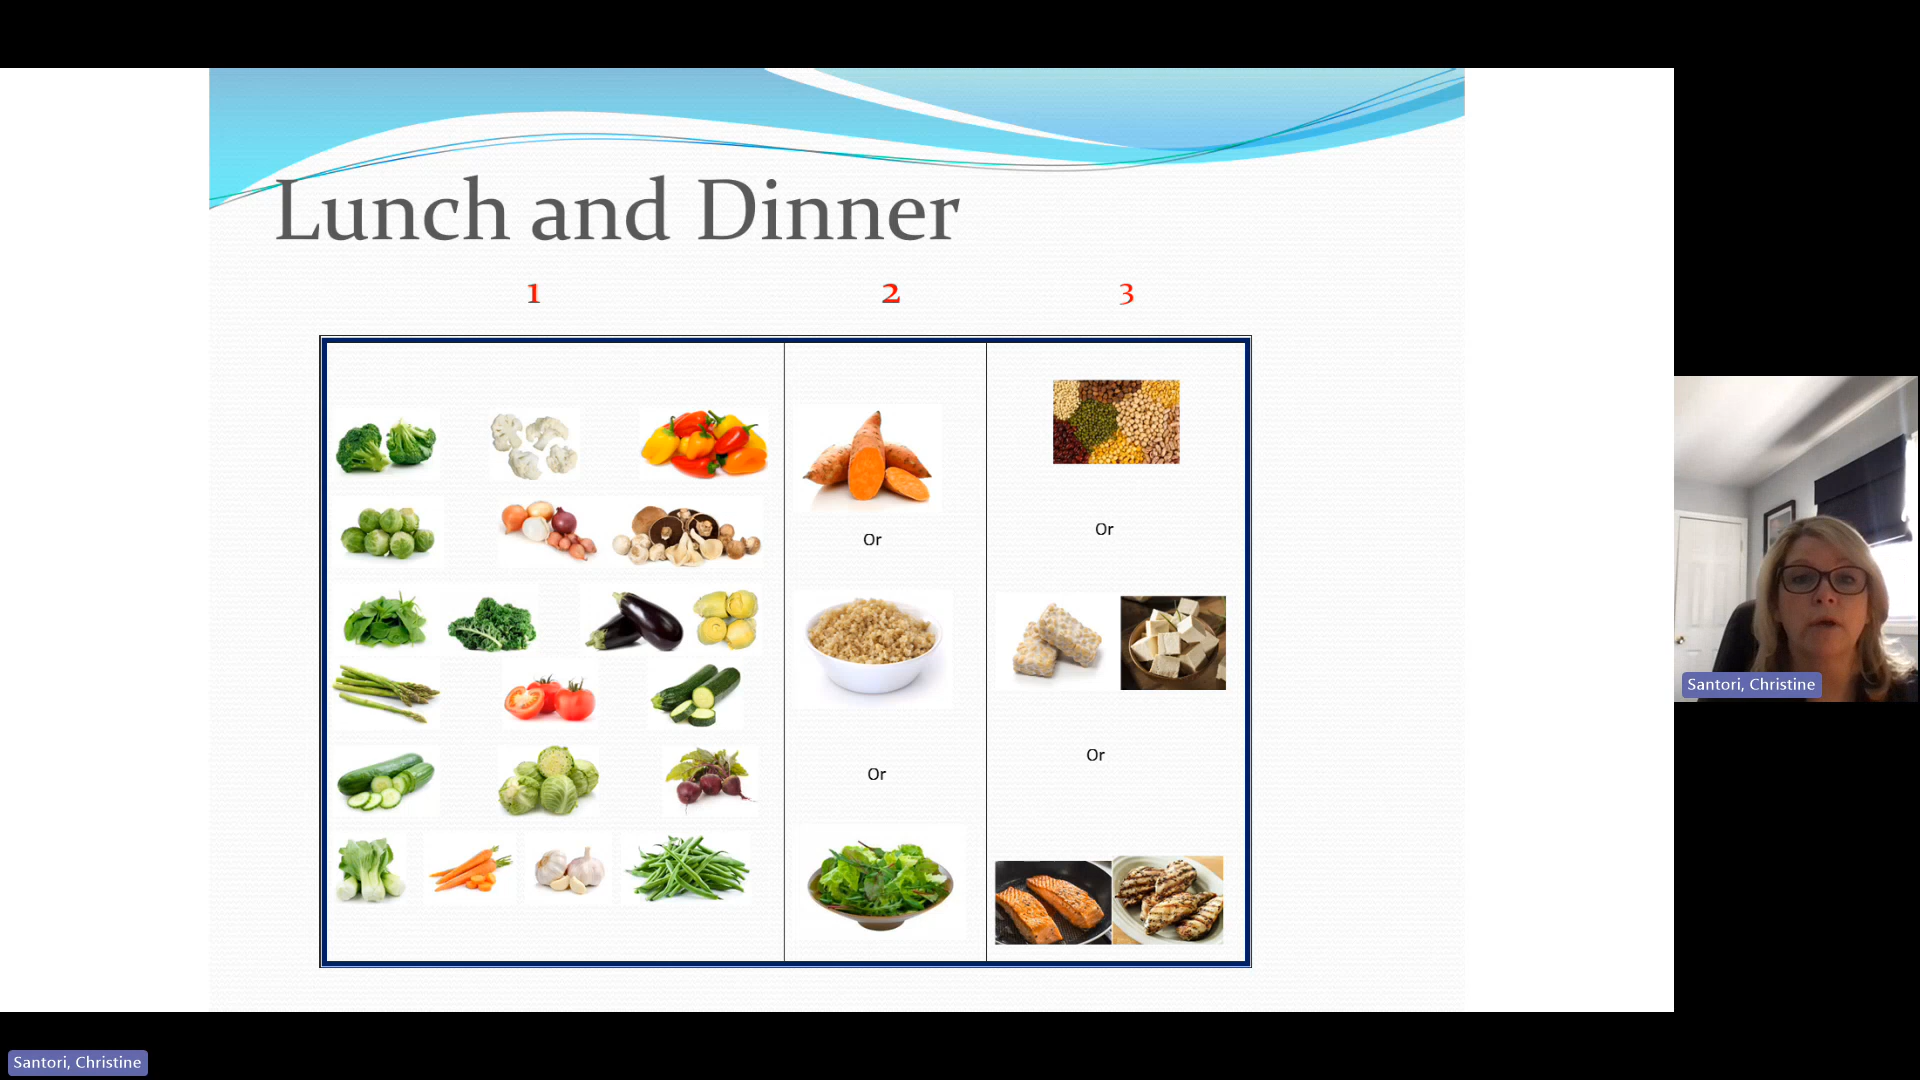 Lunch and Dinner
1 2 3
Or
Or
Or
Or
Santori, Christine
Santori, Christine